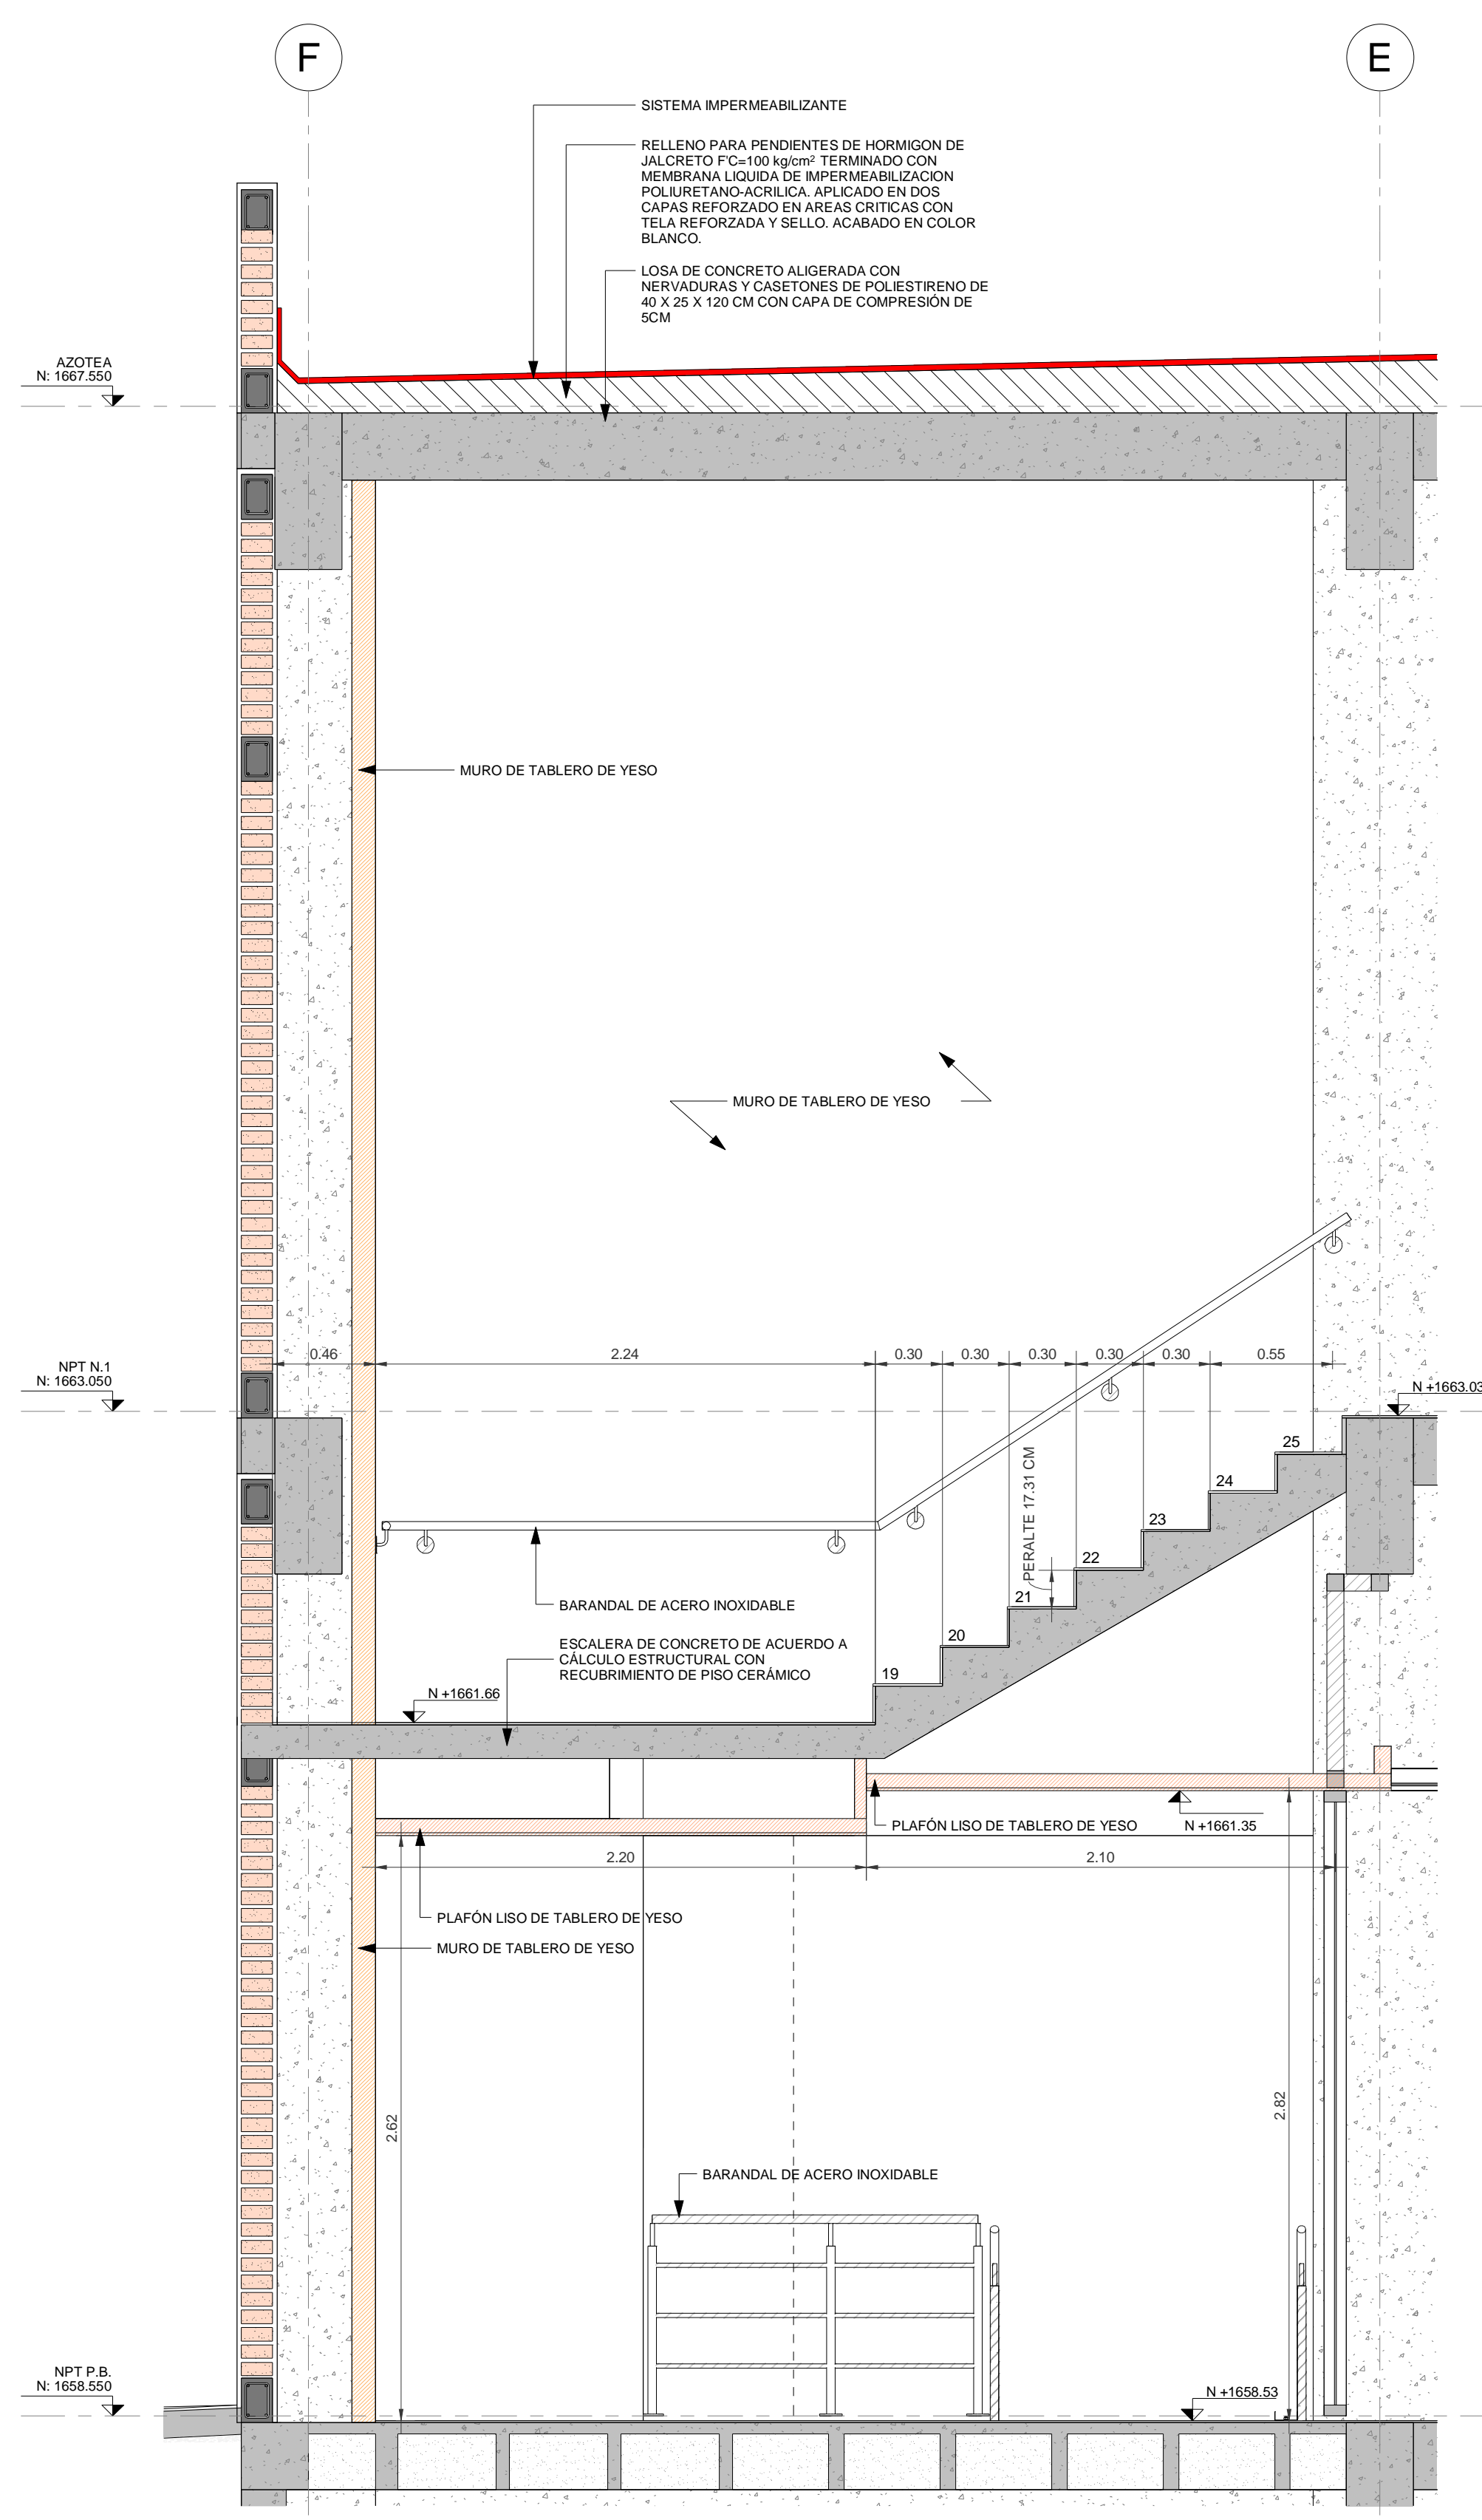 F
E
SISTEMA IMPERMEABILIZANTE
RELLENO PARA PENDIENTES DE HORMIGON DE
JALCRETO F'C=100 kg/cm² TERMINADO CON
MEMBRANA LIQUIDA DE IMPERMEABILIZACION
POLIURETANO-ACRILICA. APLICADO EN DOS
CAPAS REFORZADO EN AREAS CRITICAS CON
TELA REFORZADA Y SELLO. ACABADO EN COLOR
BLANCO.
LOSA DE CONCRETO ALIGERADA CON
NERVADURAS Y CASETONES DE POLIESTIRENO DE
40 X 25 X 120 CM CON CAPA DE COMPRESIÓN DE
5CM
AZOTEA
N: 1667.550
MURO DE TABLERO DE YESO
MURO DE TABLERO DE YESO
NPT N.1
N: 1663.050
0.46
2.24
0.30
0.30
0.30
0.30
0.30
0.55
N +1663.03
25
24
23
22
21
20
19
PERALTE 17.31 CM
BARANDAL DE ACERO INOXIDABLE
ESCALERA DE CONCRETO DE ACUERDO A
CÁLCULO ESTRUCTURAL CON
RECUBRIMIENTO DE PISO CERÁMICO
N +1661.66
PLAFÓN LISO DE TABLERO DE YESO
N +1661.35
2.20
2.10
PLAFÓN LISO DE TABLERO DE YESO
MURO DE TABLERO DE YESO
2.62
2.82
BARANDAL DE ACERO INOXIDABLE
NPT P.B.
N: 1658.550
N +1658.53